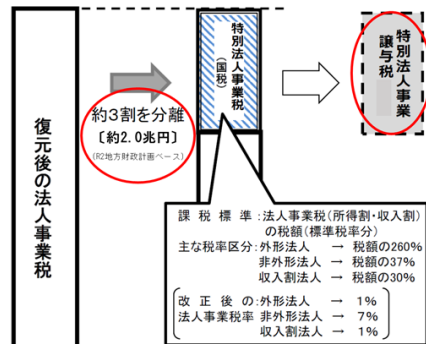 復元後の法人事業税
約3割を分離
〔約2.0兆円〕
(R2地方財政計画ベース)
特別法人事業税
(国税)
特別法人事業
譲与税
課税標準:法人事業税(所得割・収入割)
の税額(標準税率分)
主な税率区分:外形法人 → 税額の260%
非外形法人 → 税額の37%
収入割法人 → 税額の30%
改正後の外形法人 → 1%
法人事業税率 非外形法人 → 7%
収入割法人 → 1%